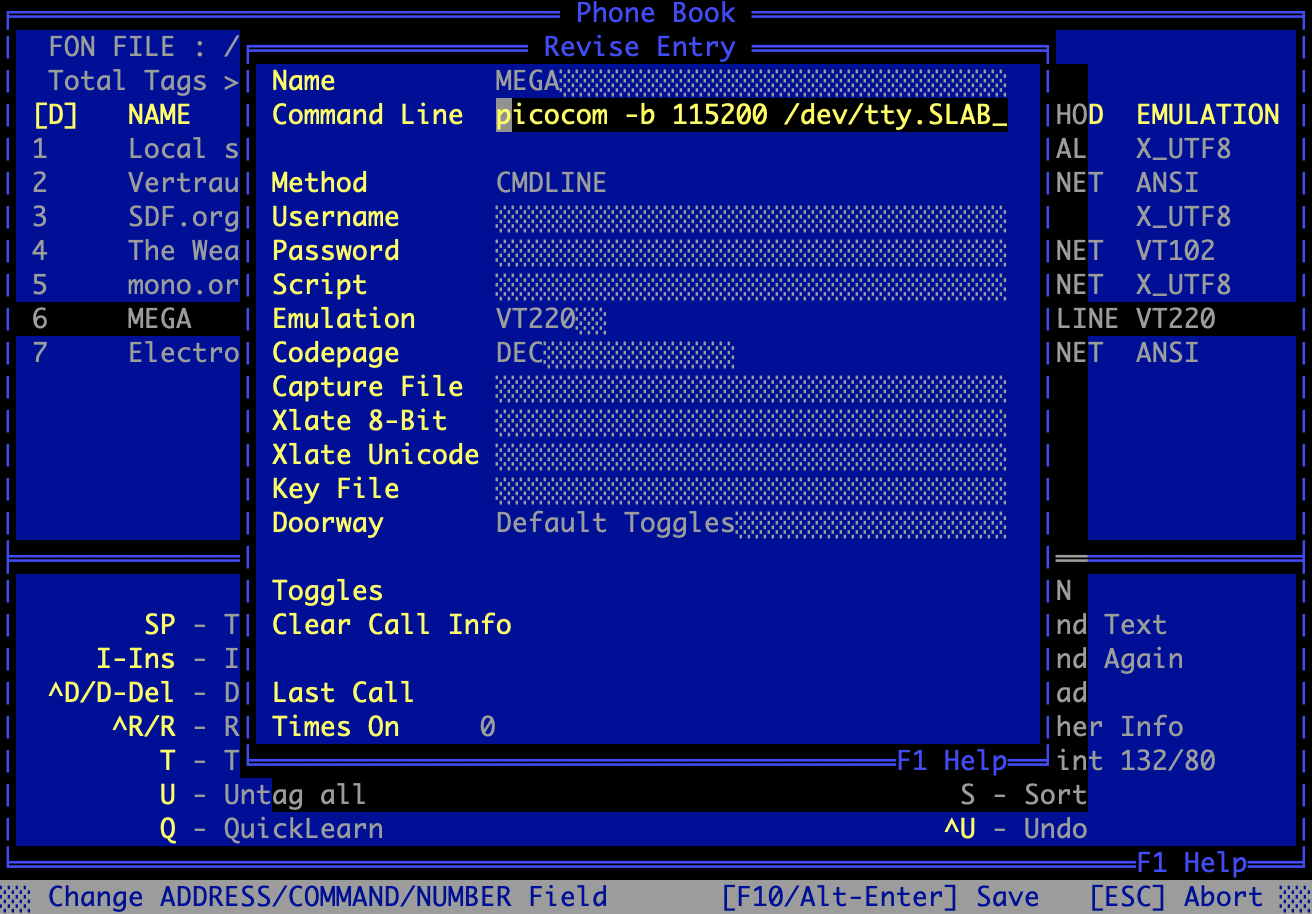 Phone Book
FON FILE : / Revise Entry
Total Tags > Name MEGA
[D] NAME Command Line picocom -b 115200 /dev/tty.SLAB_ HOD EMULATION
1 Local s AL X_UTF8
2 Vertrau Method CMDLINE NET ANSI
3 SDF.org Username X_UTF8
4 The Wea Password NET VT102
5 mono.or Script NET X_UTF8
6 MEGA Emulation VT220 LINE VT220
7 Electro Codepage DEC NET ANSI
Capture File
Xlate 8-Bit
Xlate Unicode
Key File
Doorway Default Toggles
Toggles N
SP - T Clear Call Info nd Text
I-Ins - I nd Again
^D/D-Del - D Last Call ad
^R/R - R Times On 0 her Info
T - T F1 Help int 132/80
U - Untag all S - Sort
Q - QuickLearn ^U - Undo
F1 Help
Change ADDRESS/COMMAND/NUMBER Field [F10/Alt-Enter] Save [ESC] Abort